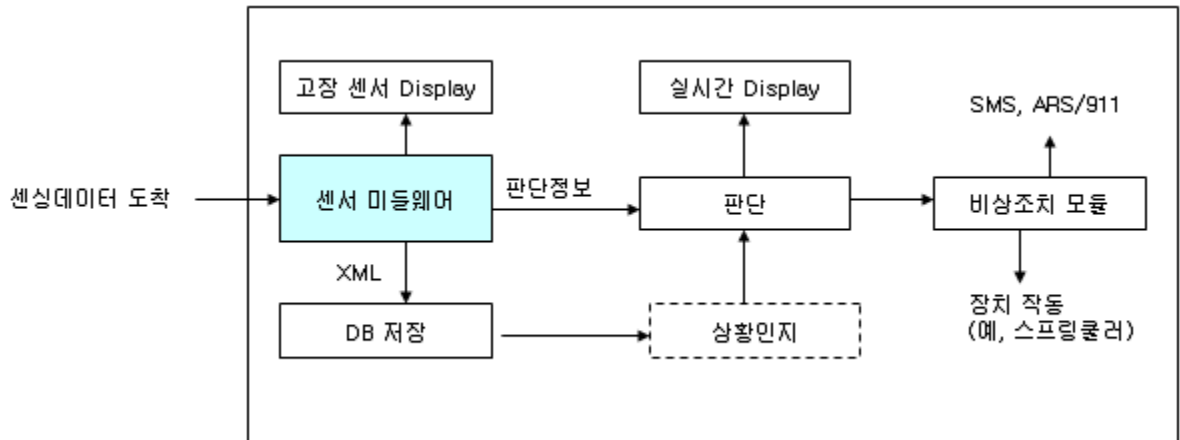 고장 센서 Display
실시간 Display
SMS, ARS/911
센싱데이터 도착
센서 미들웨어
판단정보
판단
비상조치 모듈
XML
DB 저장
상황인지
장치 작동
(예, 스프링쿨러)